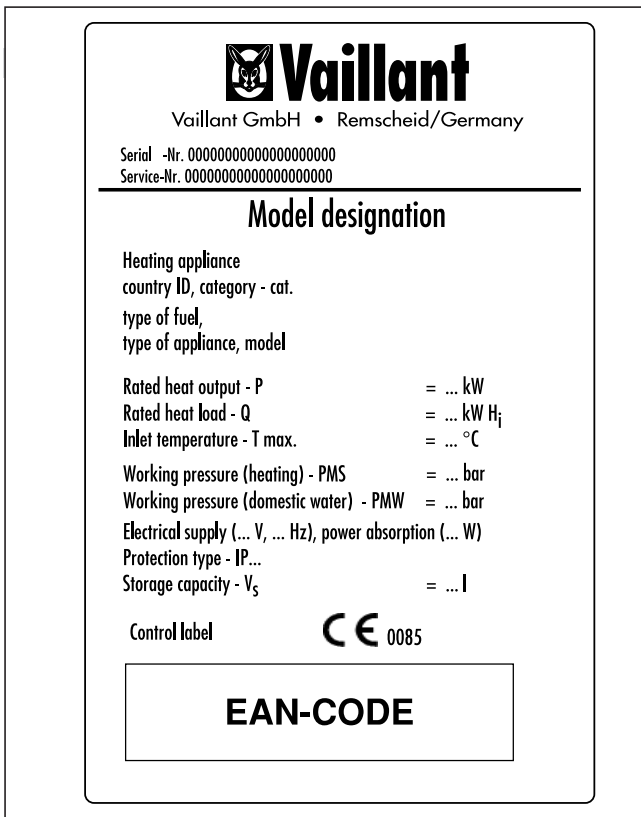 Vaillant
Vaillant GmbH • Remscheid/Germany
Serial -Nr. 00000000000000000000
Service-Nr. 00000000000000000000
Model designation
Heating appliance
country ID, category - cat.
type of fuel,
type of appliance, model
Rated heat output - P = ... kW
Rated heat load - Q = ... kW Hi
Inlet temperature - T max. = ... °C
Working pressure (heating) - PMS = ... bar
Working pressure (domestic water) - PMW = ... bar
Electrical supply (... V, ... Hz), power absorption (... W)
Protection type - IP...
Storage capacity - Vs = ... l
Control label CE 0085
EAN-CODE